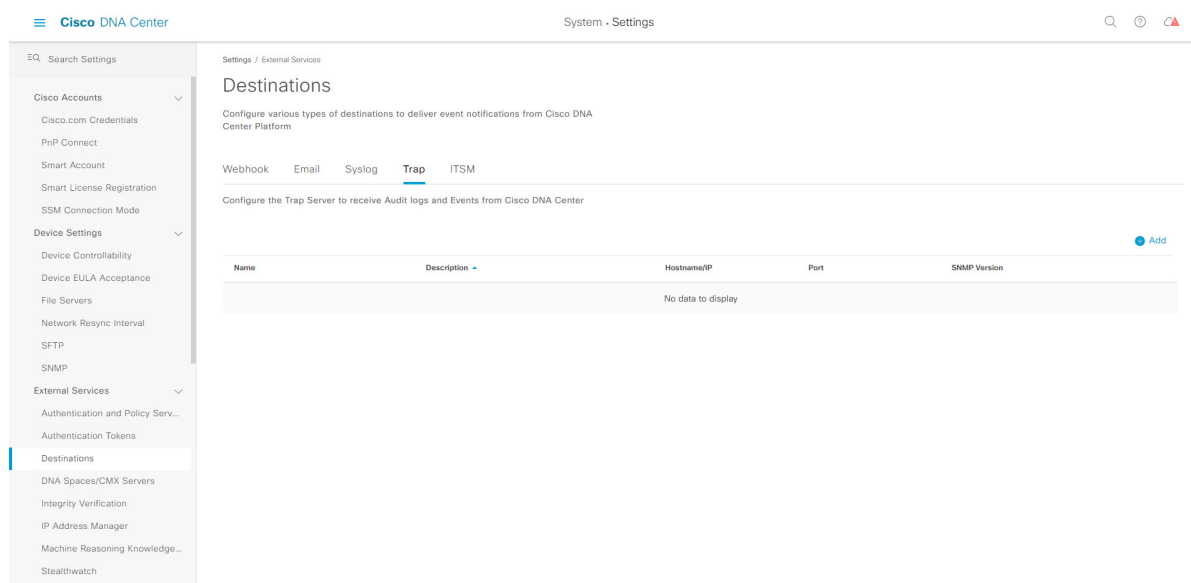 Cisco DNA Center
System · Settings
Search Settings
Cisco Accounts
Cisco.com Credentials
PnP Connect
Smart Account
Smart License Registration
SSM Connection Mode
Device Settings
Device Controllability
Device EULA Acceptance
File Servers
Network Resync Interval
SFTP
SNMP
External Services
Authentication and Policy Serv...
Authentication Tokens
Destinations
DNA Spaces/CMX Servers
Integrity Verification
IP Address Manager
Machine Reasoning Knowledge...
Stealthwatch
Settings / External Services
Destinations
Configure various types of destinations to deliver event notifications from Cisco DNA
Center Platform
Webhook Email Syslog Trap ITSM
Configure the Trap Server to receive Audit logs and Events from Cisco DNA Center
Add
Name Description Hostname/IP Port SNMP Version
No data to display